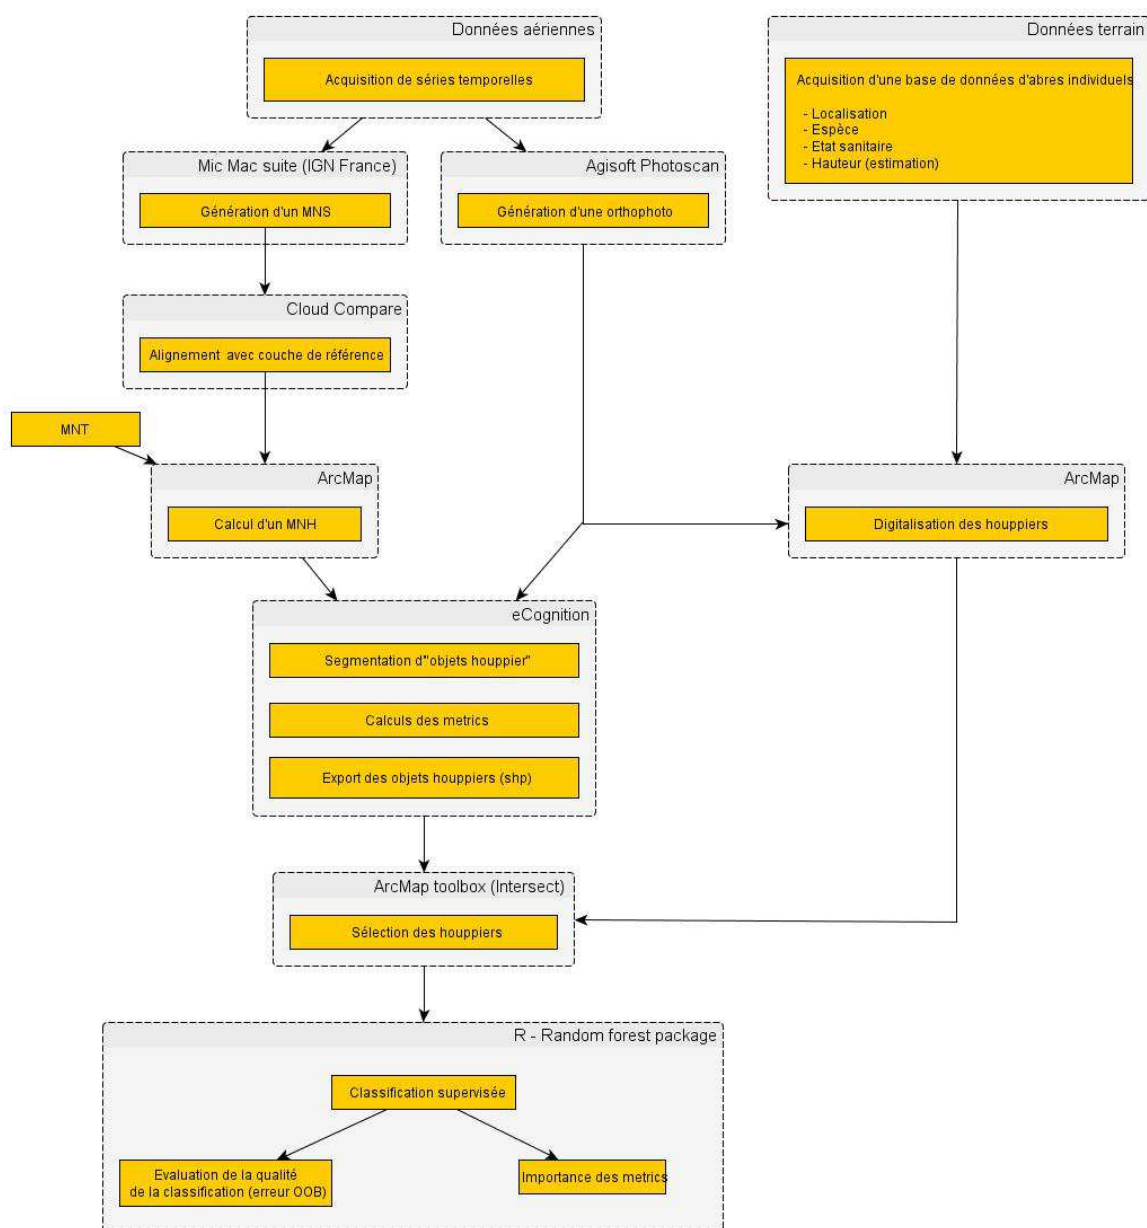 Données aériennes
Acquisition de séries temporelles
Données terrain
Acquisition d'une base de données d'abres individuels
- Localisation
- Espèce
- Etat sanitaire
- Hauteur (estimation)
Mic Mac suite (IGN France)
Génération d'un MNS
Agisoft Photoscan
Génération d'une orthophoto
Cloud Compare
Alignement avec couche de référence
MNT
ArcMap
Calcul d'un MNH
ArcMap
Digitalisation des houppiers
eCognition
Segmentation d'"objets houppier"
Calculs des metrics
Export des objets houppiers (shp)
ArcMap toolbox (Intersect)
Sélection des houppiers
R - Random forest package
Classification supervisée
Evaluation de la qualité
de la classification (erreur OOB)
Importance des metrics